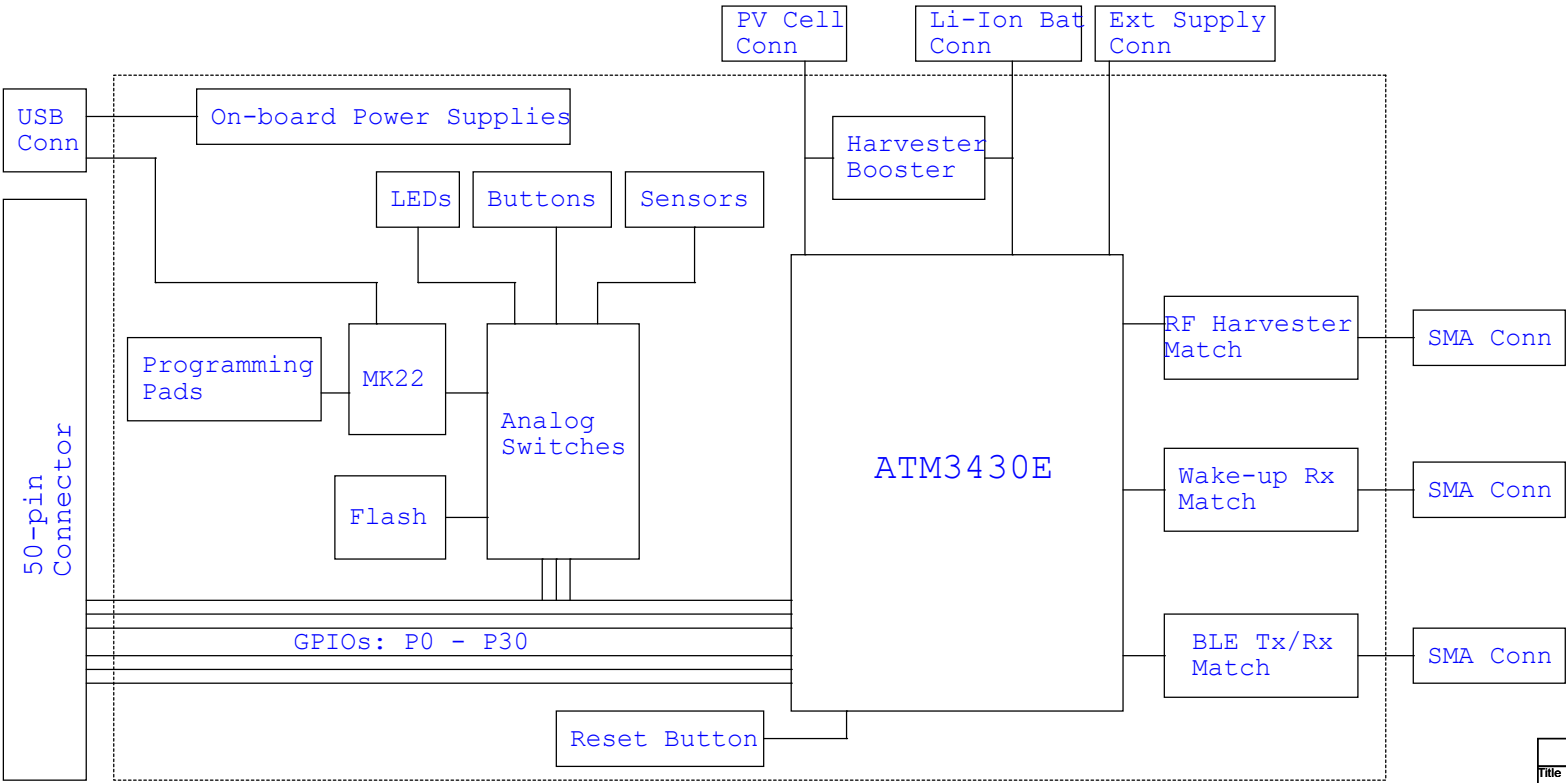 PV Cell
Conn
Li-Ion Bat
Conn
Ext Supply
Conn
USB
Conn
On-board Power Supplies
Harvester
Booster
LEDs
Buttons
Sensors
RF Harvester
Match
SMA Conn
Programming
Pads
MK22
Analog
Switches
ATM3430E
Wake-up Rx
Match
SMA Conn
Flash
50-pin
Connector
GPIOs: P0 - P30
BLE Tx/Rx
Match
SMA Conn
Reset Button
Title